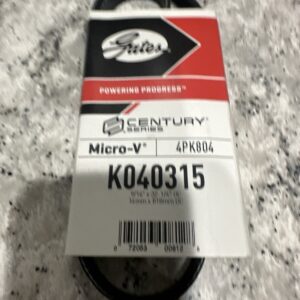 Gates
POWERING PROGRESS™
CENTURY
SERIES
Micro-V® 4PK804
K040315